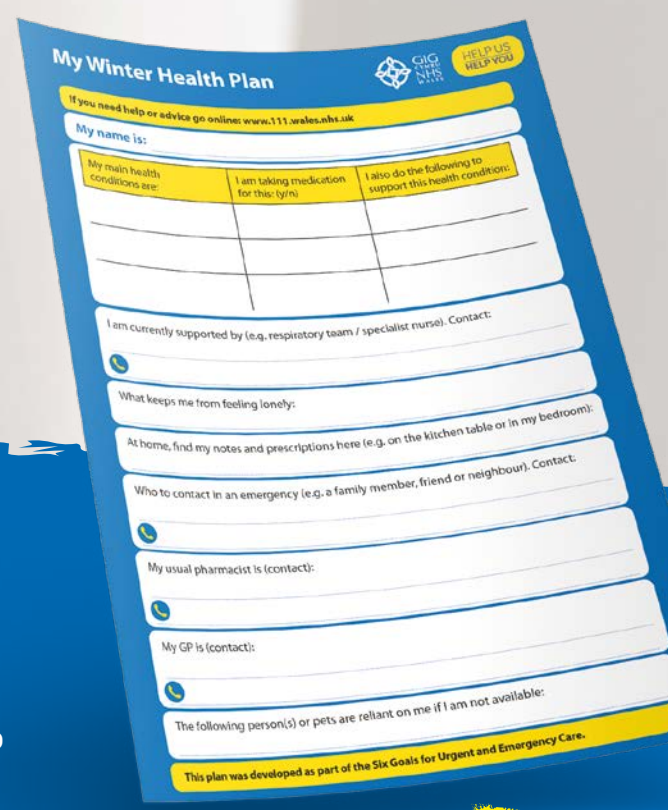 My Winter Health Plan
GIG
CYMRU
NHS
WALES
HELP US
HELP YOU
If you need help or advice go online: www.111.wales.nhs.uk
My name is:
My main health
conditions are:
I am taking medication
for this: (y/n)
I also do the following to
support this health condition:
I am currently supported by (e.g. respiratory team / specialist nurse). Contact:
What keeps me from feeling lonely:
At home, find my notes and prescriptions here (e.g. on the kitchen table or in my bedroom):
Who to contact in an emergency (e.g. a family member, friend or neighbour). Contact:
My usual pharmacist is (contact):
My GP is (contact):
The following person(s) or pets are reliant on me if I am not available:
This plan was developed as part of the Six Goals for Urgent and Emergency Care.